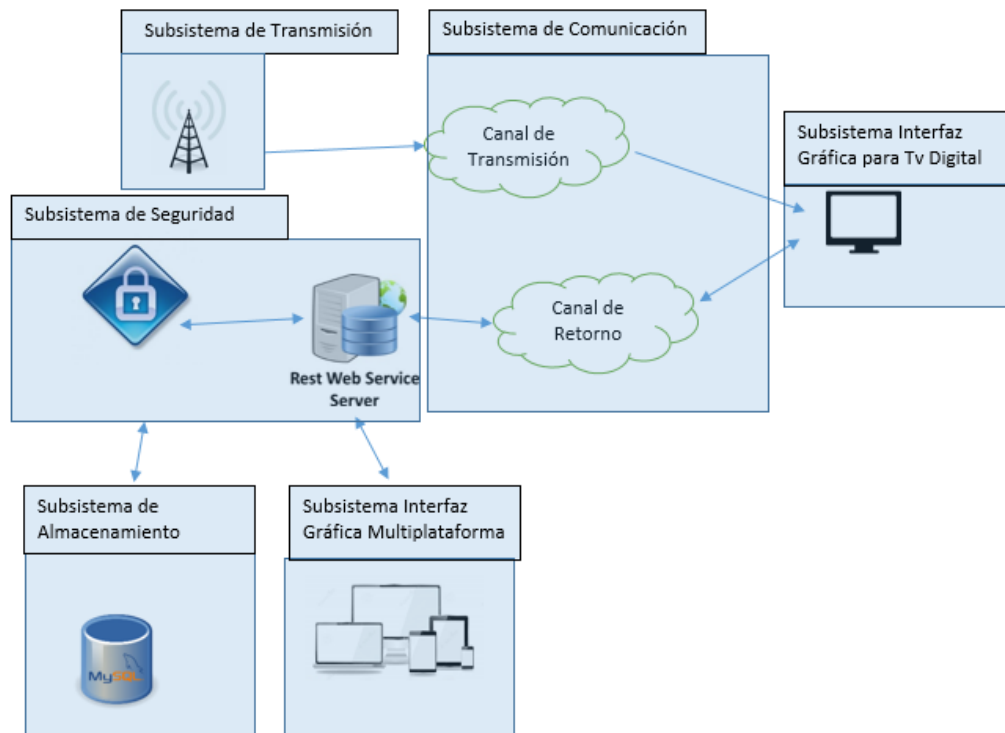 Subsistema de Transmisión
Subsistema de Comunicación
Canal de
Transmisión
Subsistema Interfaz
Gráfica para Tv Digital
Subsistema de Seguridad
Canal de
Retorno
Rest Web Service
Server
Subsistema de
Almacenamiento
Subsistema Interfaz
Gráfica Multiplataforma
MySQL